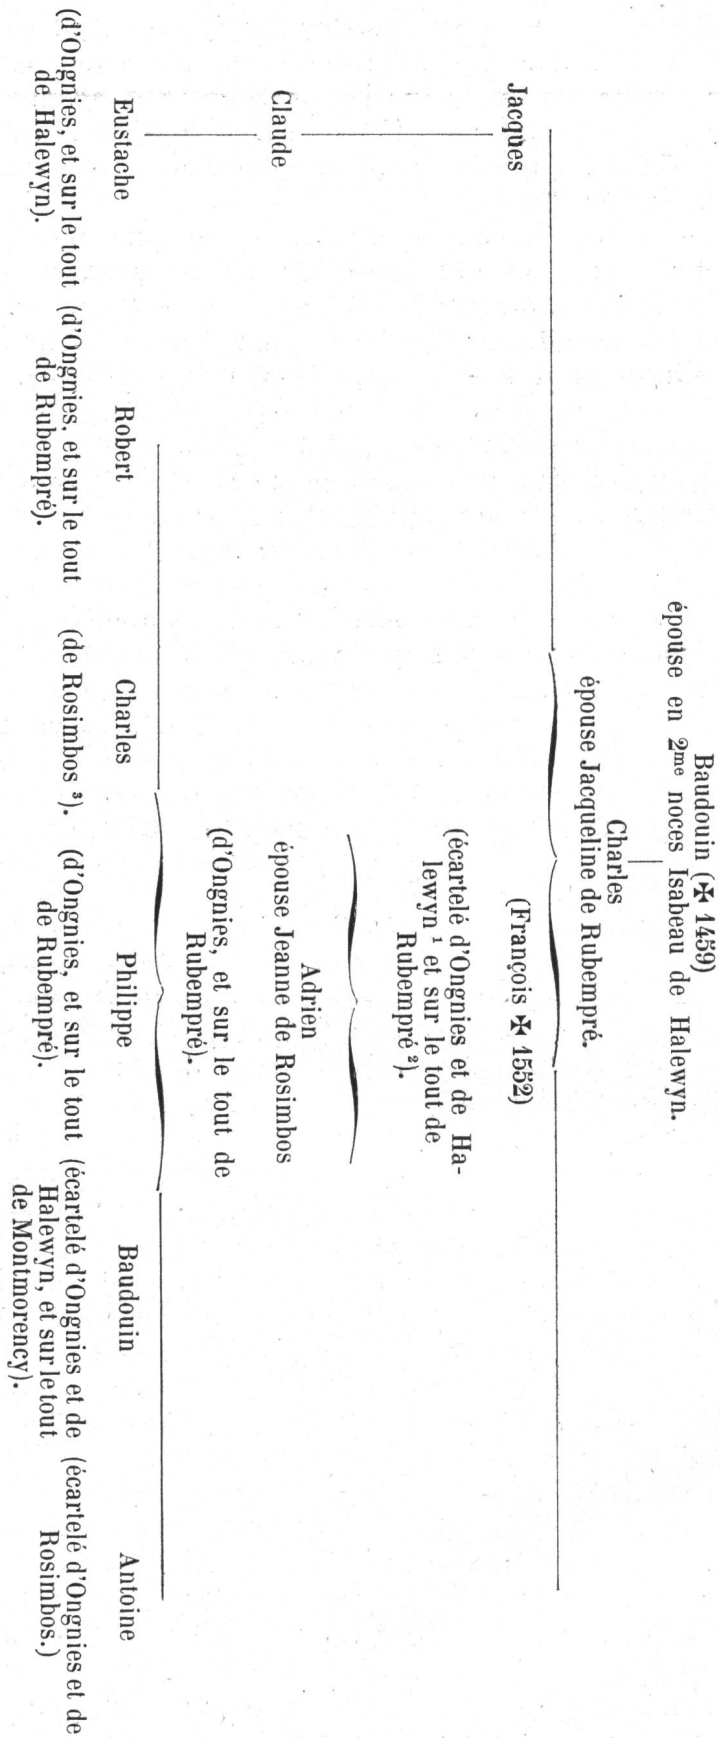 Baudouin (✠ 1459)
épouse en 2me noces Isabeau de Halewyn.
Charles
épouse Jacqueline de Rubempré.
Jacques
(François ✠ 1552)
(écartelé d'Ongnies et de Ha-
lewyn 1 et sur le tout de
Rubempré 2).
Claude
Adrien
épouse Jeanne de Rosimbos
(d'Ongnies, et sur le tout de
Rubempré).
Eustache
(d'Ongnies, et sur le tout
de Halewyn).
Robert
(d'Ongnies, et sur le tout
de Rubempré).
Charles
(de Rosimbos 3).
Philippe
(d'Ongnies, et sur le tout
de Rubempré).
Baudouin
(écartelé d'Ongnies et de
Halewyn, et sur le tout
de Montmorency).
Antoine
(écartelé d'Ongnies et de
Rosimbos.)